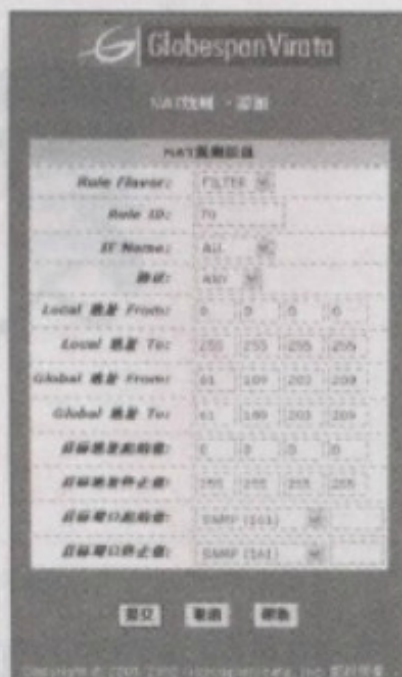 GlobespanVirata
NAT规则 - 添加
NAT规则信息
Rule Flavor: FILTER
Rule ID: 70
IF Name: ALL
协议: ANY
Local 地址 From: 0 0 0 0
Local 地址 To: 255 255 255 255
Global 地址 From: 61 189 203 209
Global 地址 To: 61 189 203 209
目标地址起始值: 0 0 0 0
目标地址终止值: 255 255 255 255
目标端口起始值: SNMP (161)
目标端口终止值: SNMP (161)
提交 取消 帮助